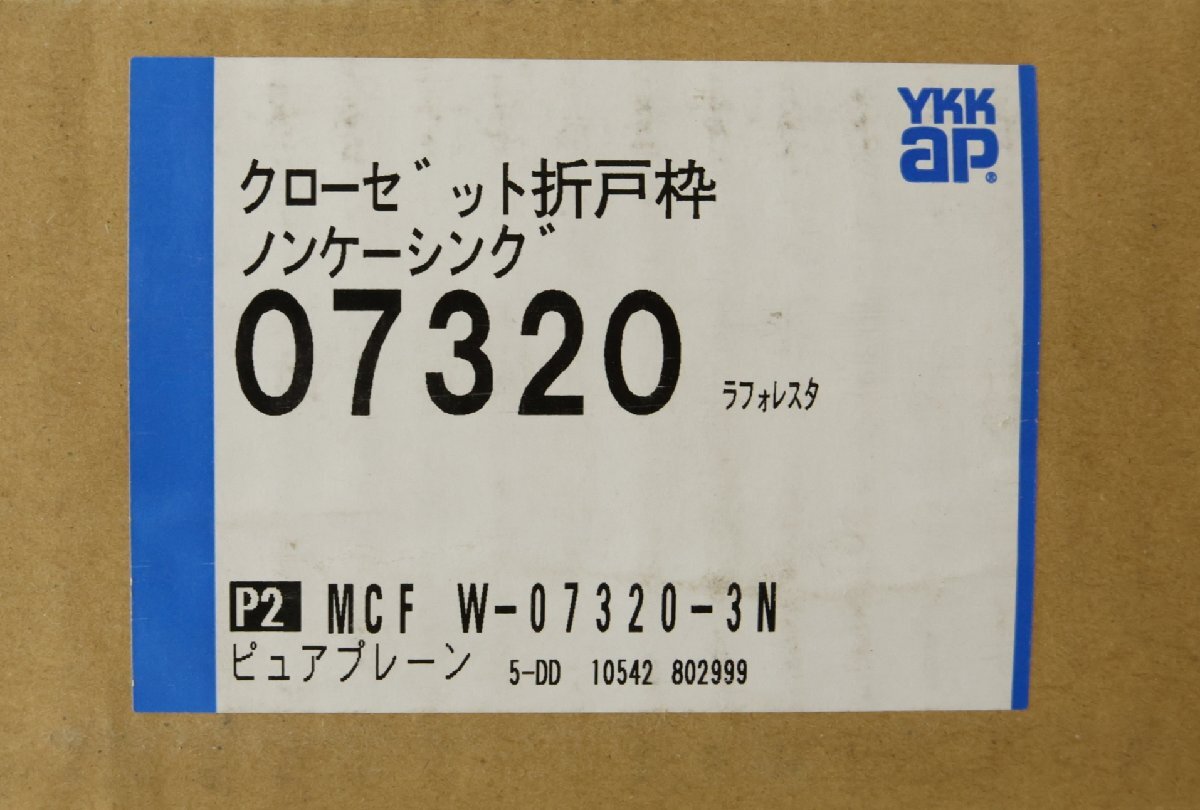 YKK
ap®
クローゼット折戸枠
ノンケーシング
07320 ラフォレスタ
P2 MCF W-07320-3N
ピュアプレーン 5-DD 10542 802999